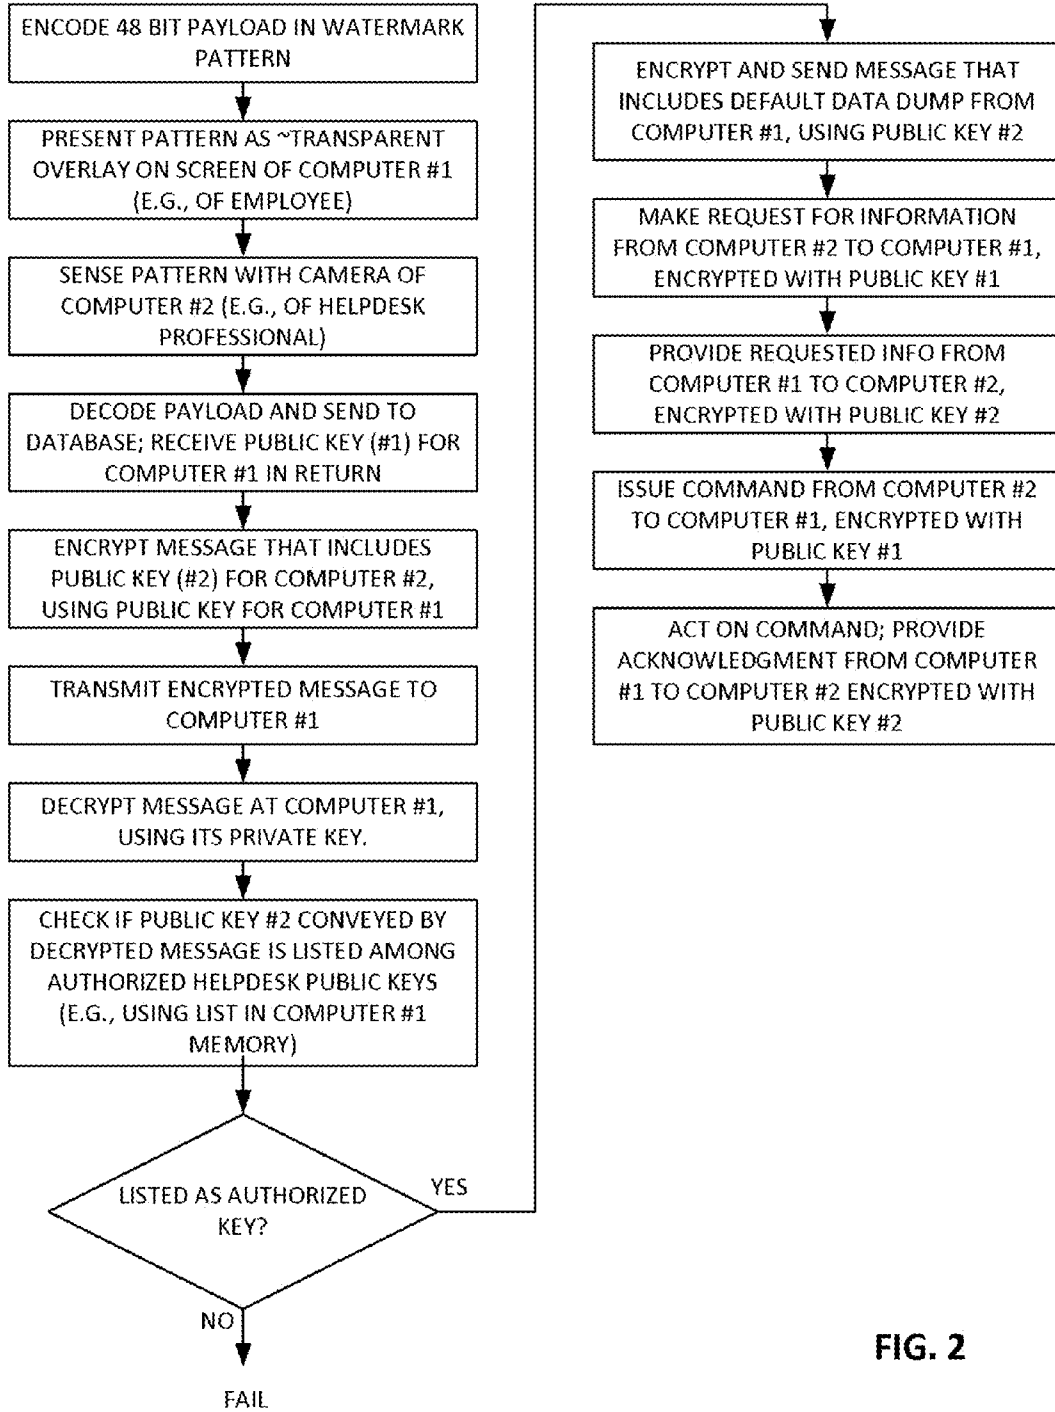 ENCODE 48 BIT PAYLOAD IN WATERMARK
PATTERN
PRESENT PATTERN AS ~TRANSPARENT
OVERLAY ON SCREEN OF COMPUTER #1
(E.G., OF EMPLOYEE)
SENSE PATTERN WITH CAMERA OF
COMPUTER #2 (E.G., OF HELPDESK
PROFESSIONAL)
DECODE PAYLOAD AND SEND TO
DATABASE; RECEIVE PUBLIC KEY (#1) FOR
COMPUTER #1 IN RETURN
ENCRYPT MESSAGE THAT INCLUDES
PUBLIC KEY (#2) FOR COMPUTER #2,
USING PUBLIC KEY FOR COMPUTER #1
TRANSMIT ENCRYPTED MESSAGE TO
COMPUTER #1
DECRYPT MESSAGE AT COMPUTER #1,
USING ITS PRIVATE KEY.
CHECK IF PUBLIC KEY #2 CONVEYED BY
DECRYPTED MESSAGE IS LISTED AMONG
AUTHORIZED HELPDESK PUBLIC KEYS
(E.G., USING LIST IN COMPUTER #1
MEMORY)
LISTED AS AUTHORIZED
KEY?
YES
NO
FAIL
ENCRYPT AND SEND MESSAGE THAT
INCLUDES DEFAULT DATA DUMP FROM
COMPUTER #1, USING PUBLIC KEY #2
MAKE REQUEST FOR INFORMATION
FROM COMPUTER #2 TO COMPUTER #1,
ENCRYPTED WITH PUBLIC KEY #1
PROVIDE REQUESTED INFO FROM
COMPUTER #1 TO COMPUTER #2,
ENCRYPTED WITH PUBLIC KEY #2
ISSUE COMMAND FROM COMPUTER #2
TO COMPUTER #1, ENCRYPTED WITH
PUBLIC KEY #1
ACT ON COMMAND; PROVIDE
ACKNOWLEDGMENT FROM COMPUTER
#1 TO COMPUTER #2 ENCRYPTED WITH
PUBLIC KEY #2
FIG. 2